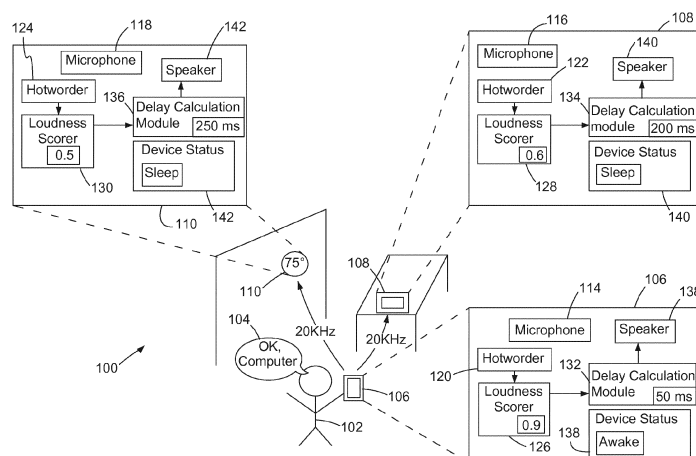 124
118
142
Microphone
Speaker
Hotworder
136
Delay Calculation
Module
250 ms
Loudness
Scorer
0.5
Device Status
Sleep
130
142
110
116
108
140
Microphone
122
Speaker
Hotworder
134
Delay Calculation
module
200 ms
Loudness
Scorer
0.6
Device Status
Sleep
128
140
75°
110
108
104
OK,
Computer
20KHz
20KHz
100
106
102
114
106
138
Microphone
Speaker
Hotworder
120
132
Delay Calculation
Module
50 ms
Loudness
Scorer
0.9
Device Status
138
Awake
126